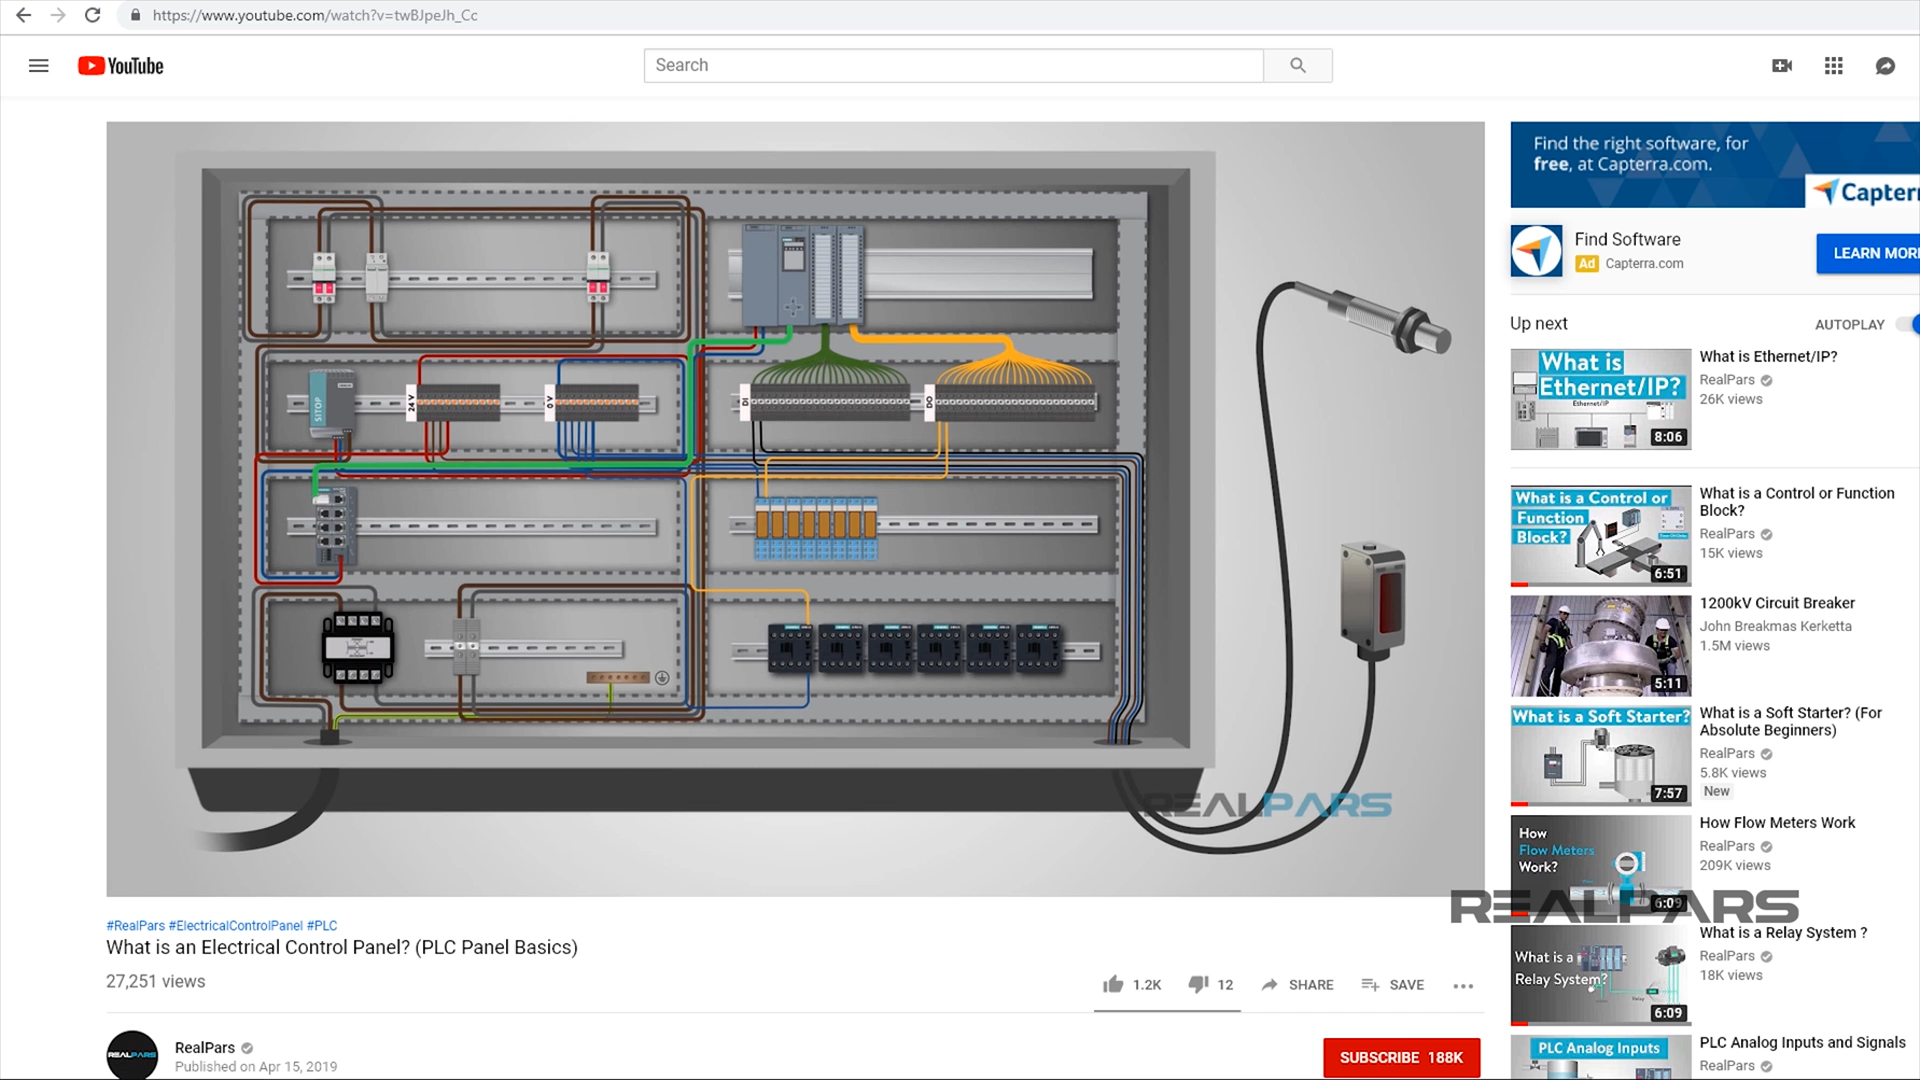 https://www.youtube.com/watch?v=twBJpeJh_Cc
YouTube
Search
SITOP
24 V
0 V
DI
DO
REALPARS
#RealPars #ElectricalControlPanel #PLC
What is an Electrical Control Panel? (PLC Panel Basics)
27,251 views
1.2K
12
SHARE
SAVE
REALPARS
RealPars
Published on Apr 15, 2019
SUBSCRIBE 188K
Find the right software, for
free, at Capterra.com.
Capterr
Find Software
Ad Capterra.com
LEARN MOR
Up next
AUTOPLAY
What is
Ethernet/IP?
Ethernet/IP
8:06
What is Ethernet/IP?
RealPars
26K views
What is a Control or
Function
Block?
6:51
What is a Control or Function
Block?
RealPars
15K views
5:11
1200kV Circuit Breaker
John Breakmas Kerketta
1.5M views
What is a Soft Starter?
7:57
What is a Soft Starter? (For
Absolute Beginners)
RealPars
5.8K views
New
How
Flow Meters
Work?
6:09
How Flow Meters Work
RealPars
209K views
REALPARS
What is a
Relay System?
Relay
6:09
What is a Relay System ?
RealPars
18K views
PLC Analog Inputs
PLC Analog Inputs and Signals
RealPars